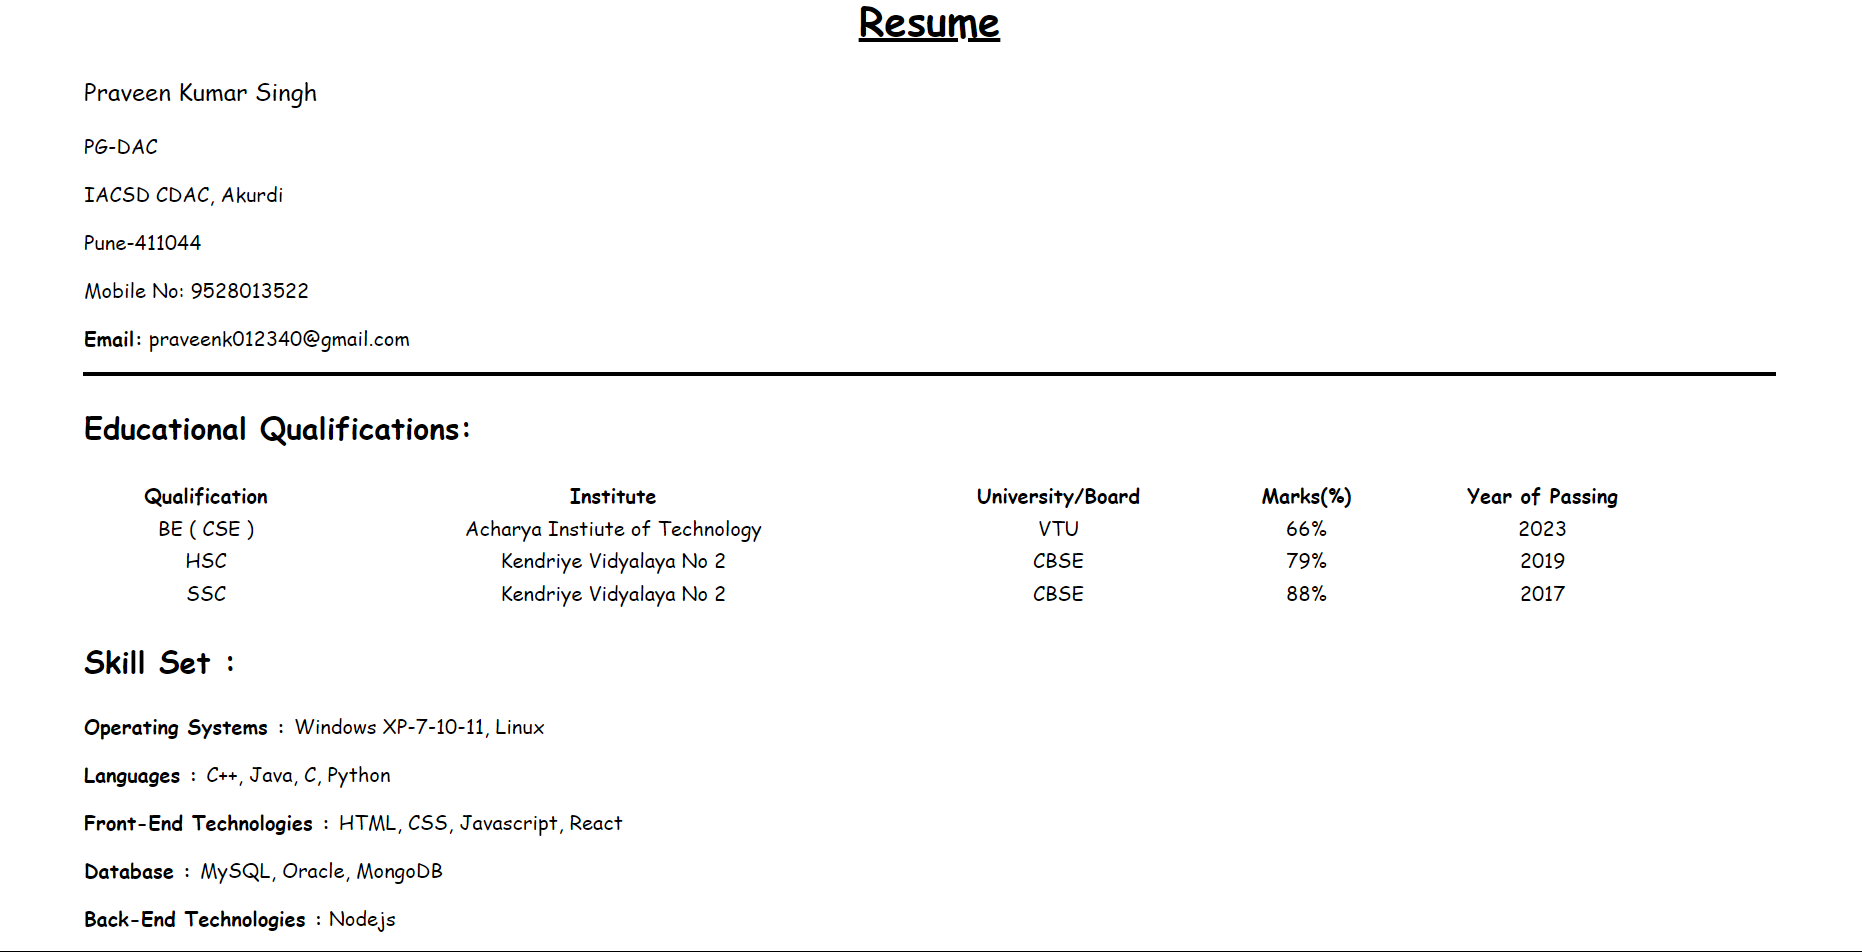 Resume
Praveen Kumar Singh
PG-DAC
IACSD CDAC, Akurdi
Pune-411044
Mobile No: 9528013522
Email: praveenk012340@gmail.com
Educational Qualifications:
Qualification Institute University/Board Marks(%) Year of Passing
BE ( CSE ) Acharya Instiute of Technology VTU 66% 2023
HSC Kendriye Vidyalaya No 2 CBSE 79% 2019
SSC Kendriye Vidyalaya No 2 CBSE 88% 2017
Skill Set :
Operating Systems : Windows XP-7-10-11, Linux
Languages : C++, Java, C, Python
Front-End Technologies : HTML, CSS, Javascript, React
Database : MySQL, Oracle, MongoDB
Back-End Technologies : Nodejs